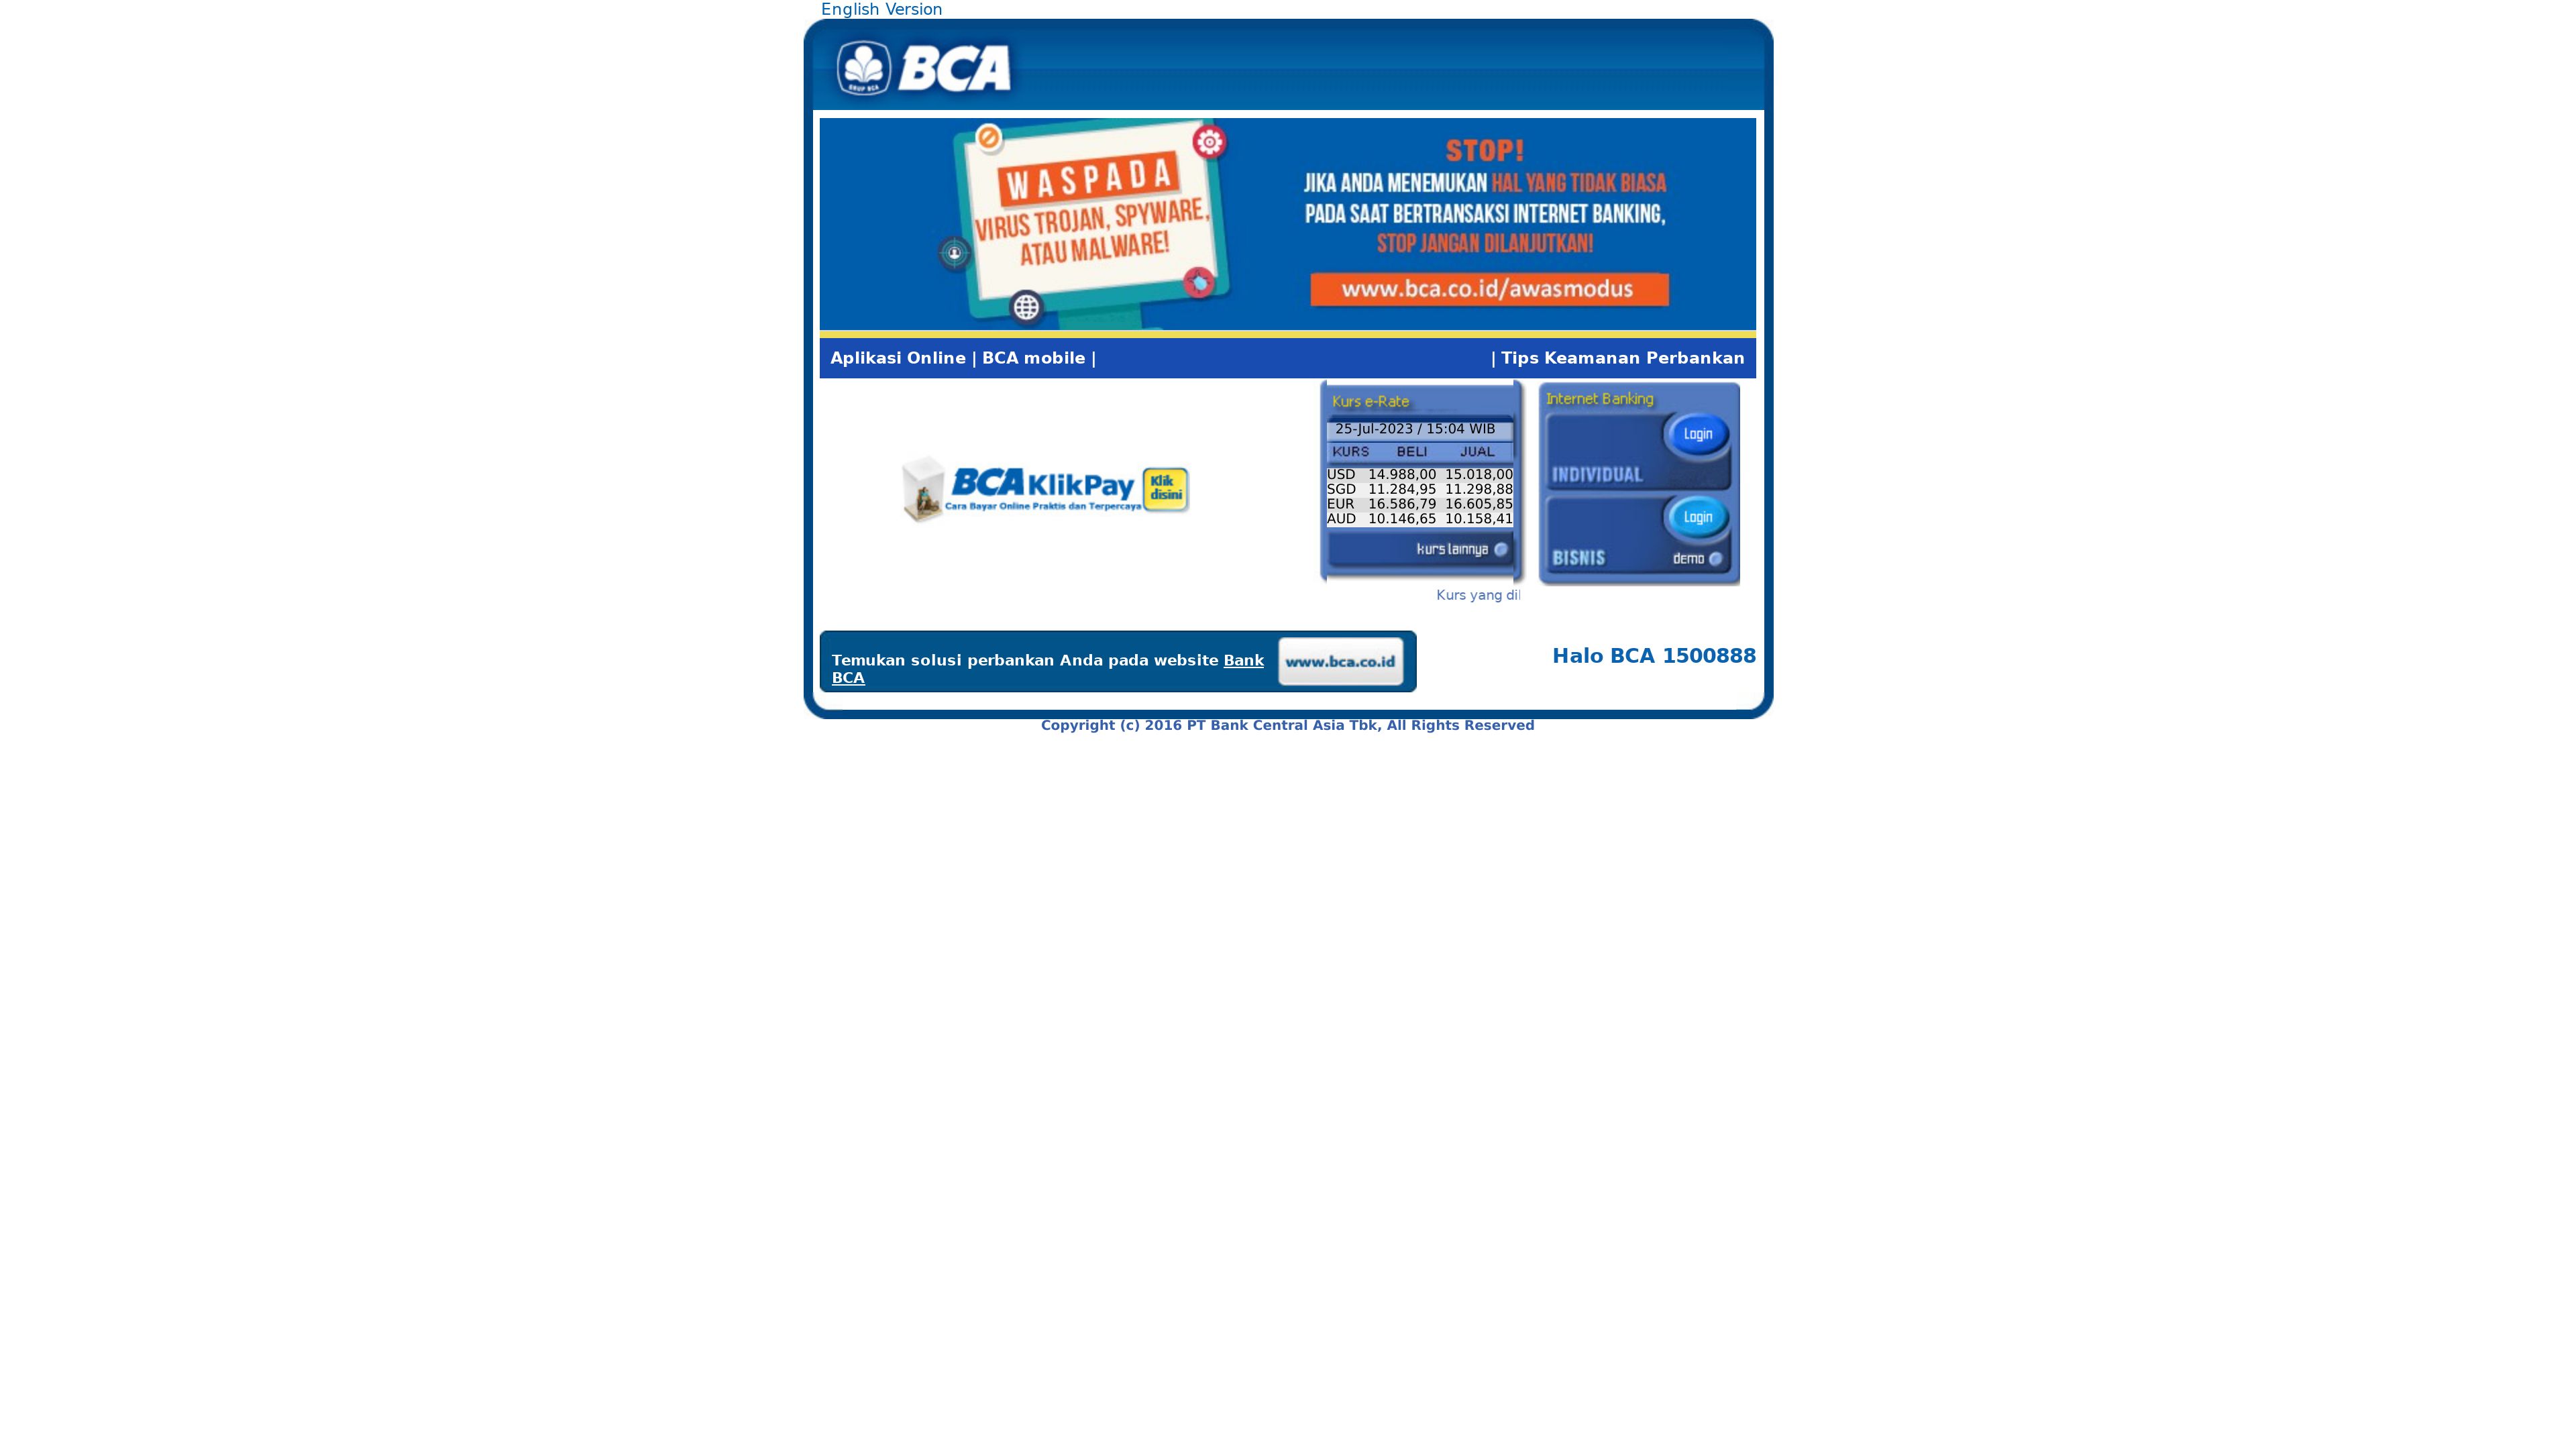 English Version
GRUP BCA
BCA
WASPADA
VIRUS TROJAN, SPYWARE,
ATAU MALWARE!
STOP!
JIKA ANDA MENEMUKAN HAL YANG TIDAK BIASA
PADA SAAT BERTRANSAKSI INTERNET BANKING,
STOP JANGAN DILANJUTKAN!
www.bca.co.id/awasmodus
Aplikasi Online | BCA mobile |
| Tips Keamanan Perbankan
BCA KlikPay
Cara Bayar Online Praktis dan Terpercaya
Klik
disini
Kurs e-Rate
25-Jul-2023 / 15:04 WIB
KURS BELI JUAL
USD 14.988,00 15.018,00
SGD 11.284,95 11.298,88
EUR 16.586,79 16.605,85
AUD 10.146,65 10.158,41
kurs lainnya
Kurs yang dil
Internet Banking
Login
INDIVIDUAL
Login
BISNIS
demo
Temukan solusi perbankan Anda pada website Bank
BCA
www.bca.co.id
Halo BCA 1500888
Copyright (c) 2016 PT Bank Central Asia Tbk, All Rights Reserved